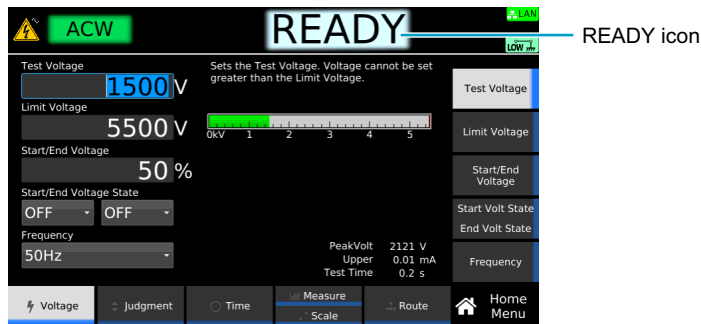 ACW
READY
LAN
LOW
READY icon
Test Voltage
1500 V
Sets the Test Voltage. Voltage cannot be set
greater than the Limit Voltage.
Limit Voltage
5500 V
0kV 1 2 3 4 5
Start/End Voltage
50 %
Start/End Voltage State
OFF OFF
Frequency
50Hz
PeakVolt 2121 V
Upper 0.01 mA
Test Time 0.2 s
Test Voltage
Limit Voltage
Start/End
Voltage
Start Volt State
End Volt State
Frequency
Voltage
Judgment
Time
Measure
Scale
Route
Home
Menu